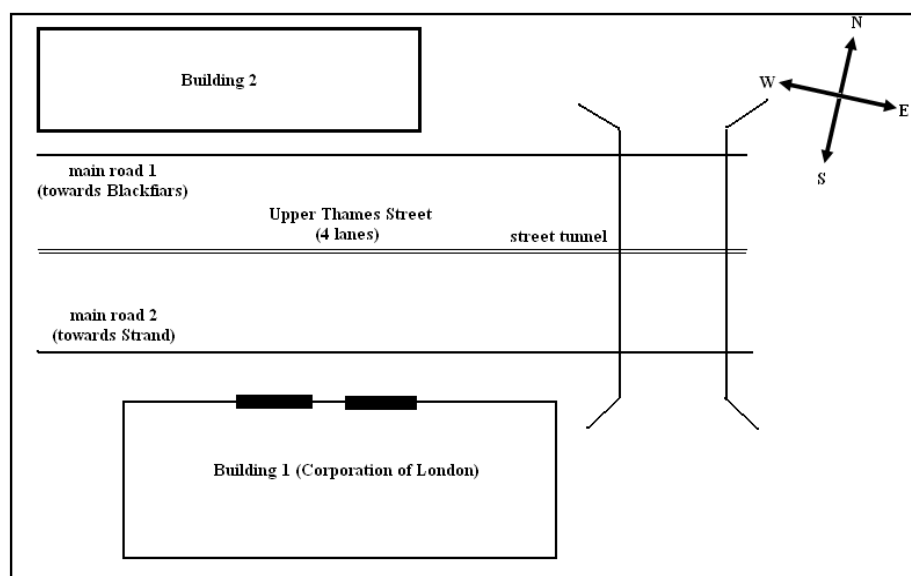 Building 2
N
W
E
S
main road 1
(towards Blackfiars)
Upper Thames Street
(4 lanes)
street tunnel
main road 2
(towards Strand)
Building 1 (Corporation of London)